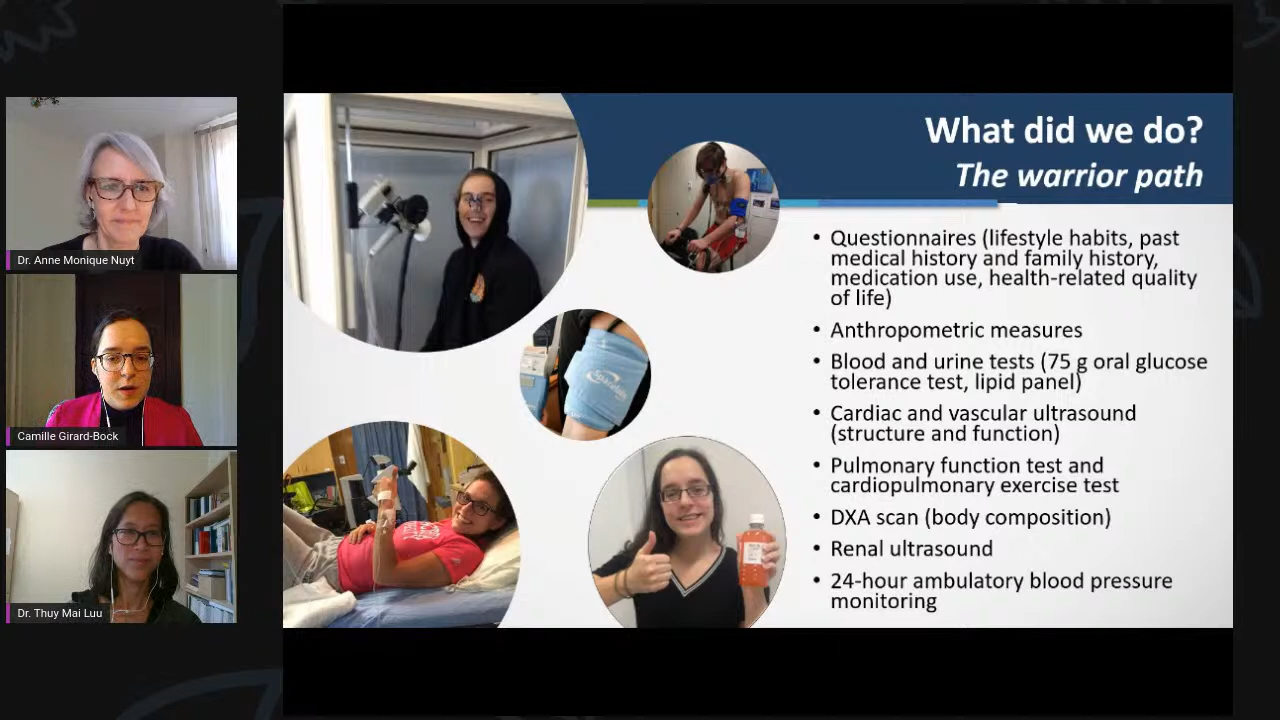 Dr. Anne Monique Nuyt
Camille Girard-Bock
Dr. Thuy Mai Luu
What did we do?
The warrior path
• Questionnaires (lifestyle habits, past
medical history and family history,
medication use, health-related quality
of life)
• Anthropometric measures
• Blood and urine tests (75 g oral glucose
tolerance test, lipid panel)
• Cardiac and vascular ultrasound
(structure and function)
• Pulmonary function test and
cardiopulmonary exercise test
• DXA scan (body composition)
• Renal ultrasound
• 24-hour ambulatory blood pressure
monitoring